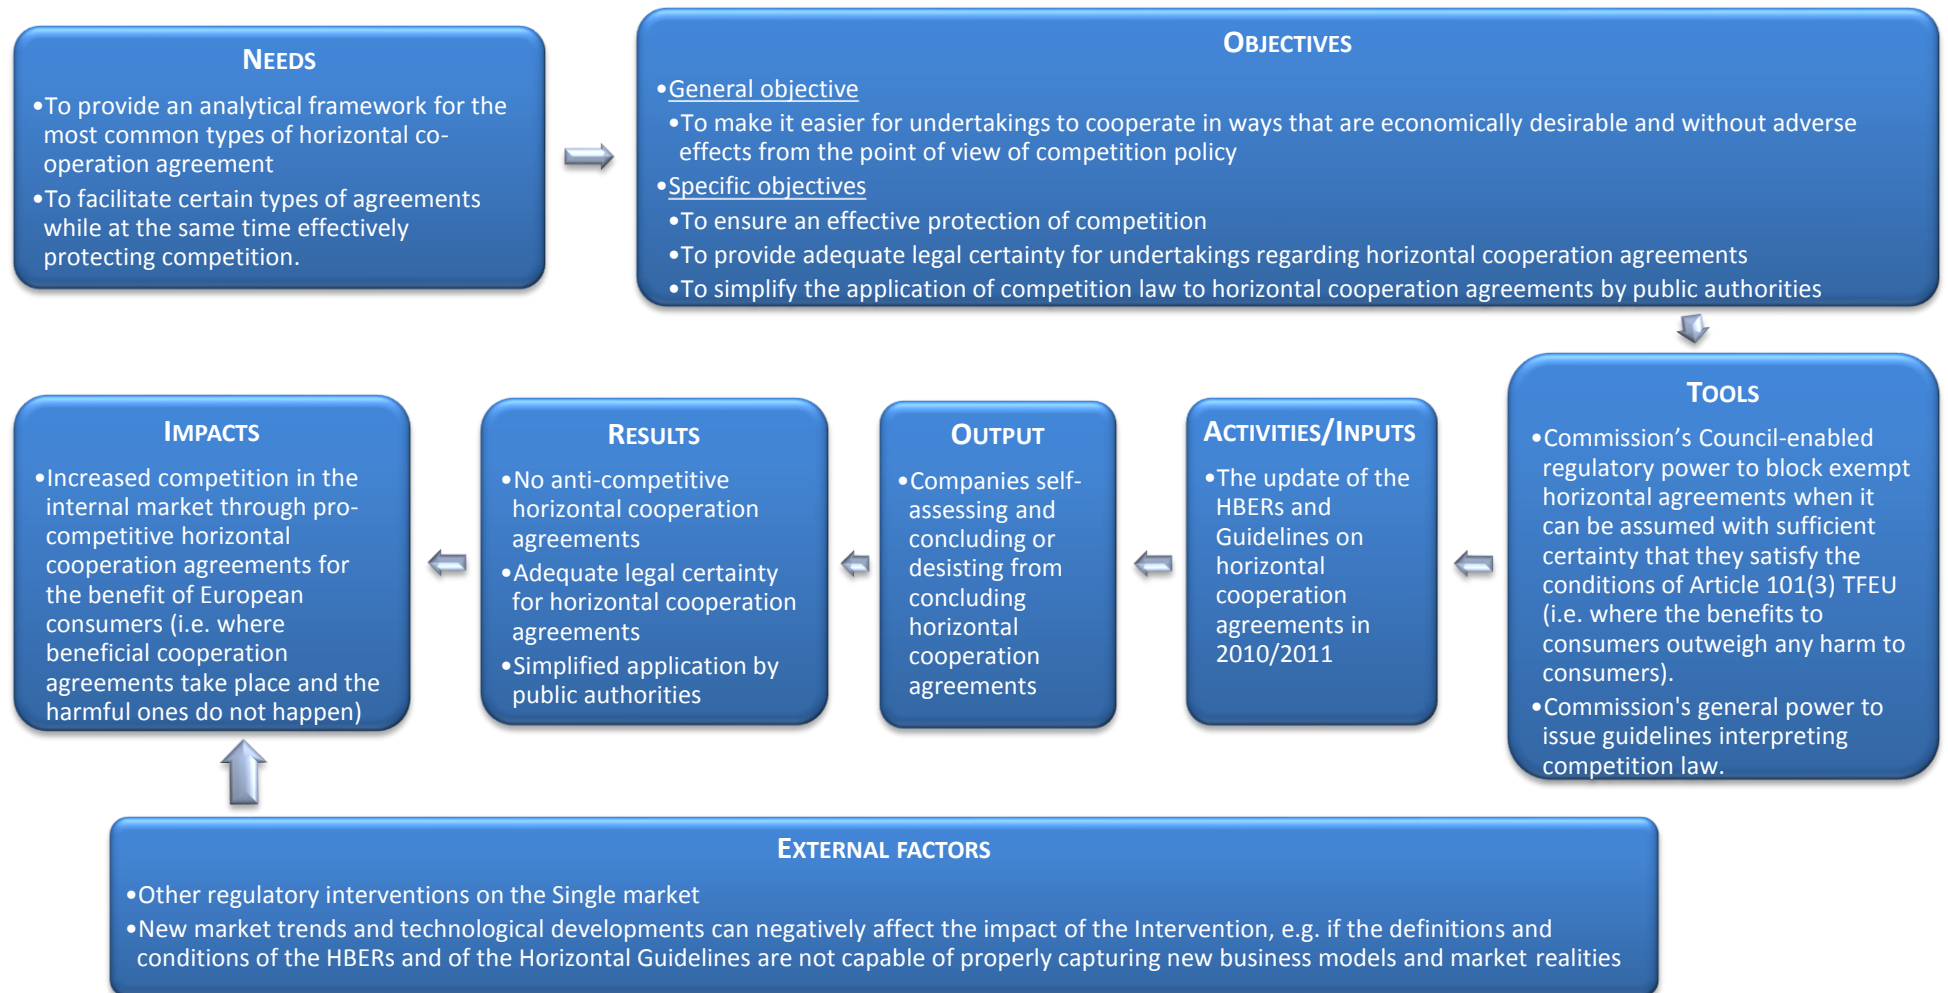 NEEDS
•To provide an analytical framework for the
most common types of horizontal co-
operation agreement
•To facilitate certain types of agreements
while at the same time effectively
protecting competition.
OBJECTIVES
•General objective
•To make it easier for undertakings to cooperate in ways that are economically desirable and without adverse
effects from the point of view of competition policy
•Specific objectives
•To ensure an effective protection of competition
•To provide adequate legal certainty for undertakings regarding horizontal cooperation agreements
•To simplify the application of competition law to horizontal cooperation agreements by public authorities
TOOLS
•Commission’s Council-enabled
regulatory power to block exempt
horizontal agreements when it
can be assumed with sufficient
certainty that they satisfy the
conditions of Article 101(3) TFEU
(i.e. where the benefits to
consumers outweigh any harm to
consumers).
•Commission's general power to
issue guidelines interpreting
competition law.
ACTIVITIES/INPUTS
•The update of the
HBERs and
Guidelines on
horizontal
cooperation
agreements in
2010/2011
OUTPUT
•Companies self-
assessing and
concluding or
desisting from
concluding
horizontal
cooperation
agreements
RESULTS
•No anti-competitive
horizontal cooperation
agreements
•Adequate legal certainty
for horizontal cooperation
agreements
•Simplified application by
public authorities
IMPACTS
•Increased competition in the
internal market through pro-
competitive horizontal
cooperation agreements for
the benefit of European
consumers (i.e. where
beneficial cooperation
agreements take place and the
harmful ones do not happen)
EXTERNAL FACTORS
•Other regulatory interventions on the Single market
•New market trends and technological developments can negatively affect the impact of the Intervention, e.g. if the definitions and
conditions of the HBERs and of the Horizontal Guidelines are not capable of properly capturing new business models and market realities